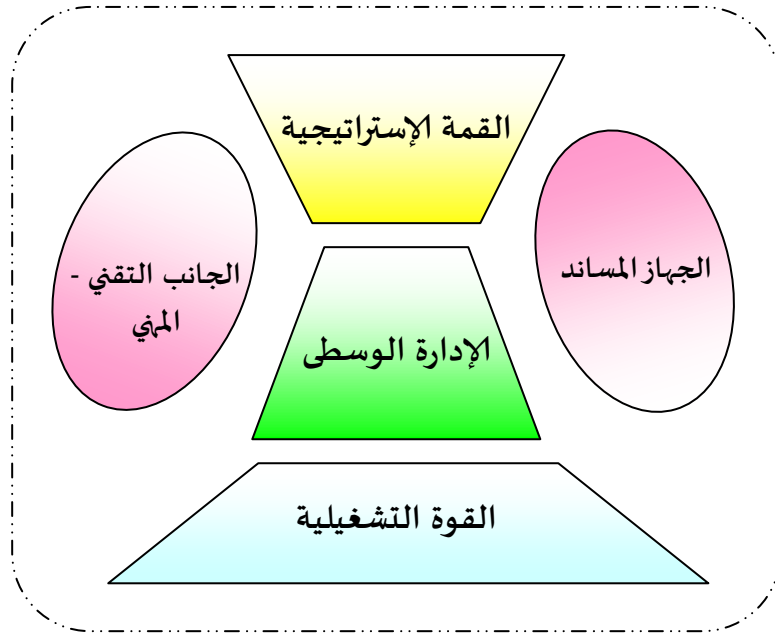 القمة الإستراتيجية
الجهاز المساند
الجانب التقني -
المهني
الإدارة الوسطى
القوة التشغيلية